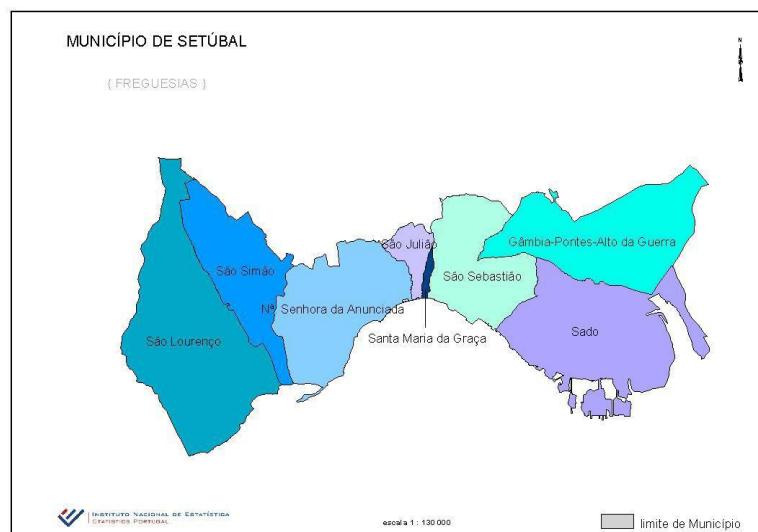 MUNICÍPIO DE SETÚBAL
( FREGUESIAS )
N
São Julião
Gâmbia-Pontes-Alto da Guerra
São Simão
São Sebastião
Nª Senhora da Anunciada
São Lourenço
Santa Maria da Graça
Sado
INSTITUTO NACIONAL DE ESTATÍSTICA
STATISTICS PORTUGAL
escala 1 : 130 000
limite de Município